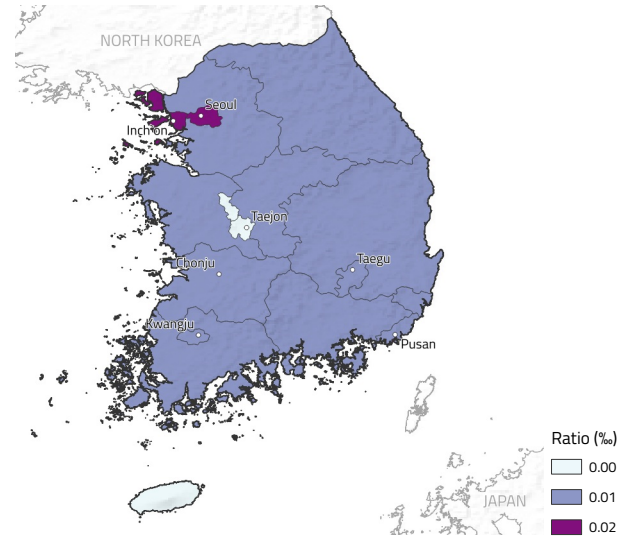 NORTH KOREA
Seoul
Inch'on
Taejon
Chonju
Taegu
Kwangju
Pusan
Ratio (‰)
0.00
0.01
JAPAN
0.02